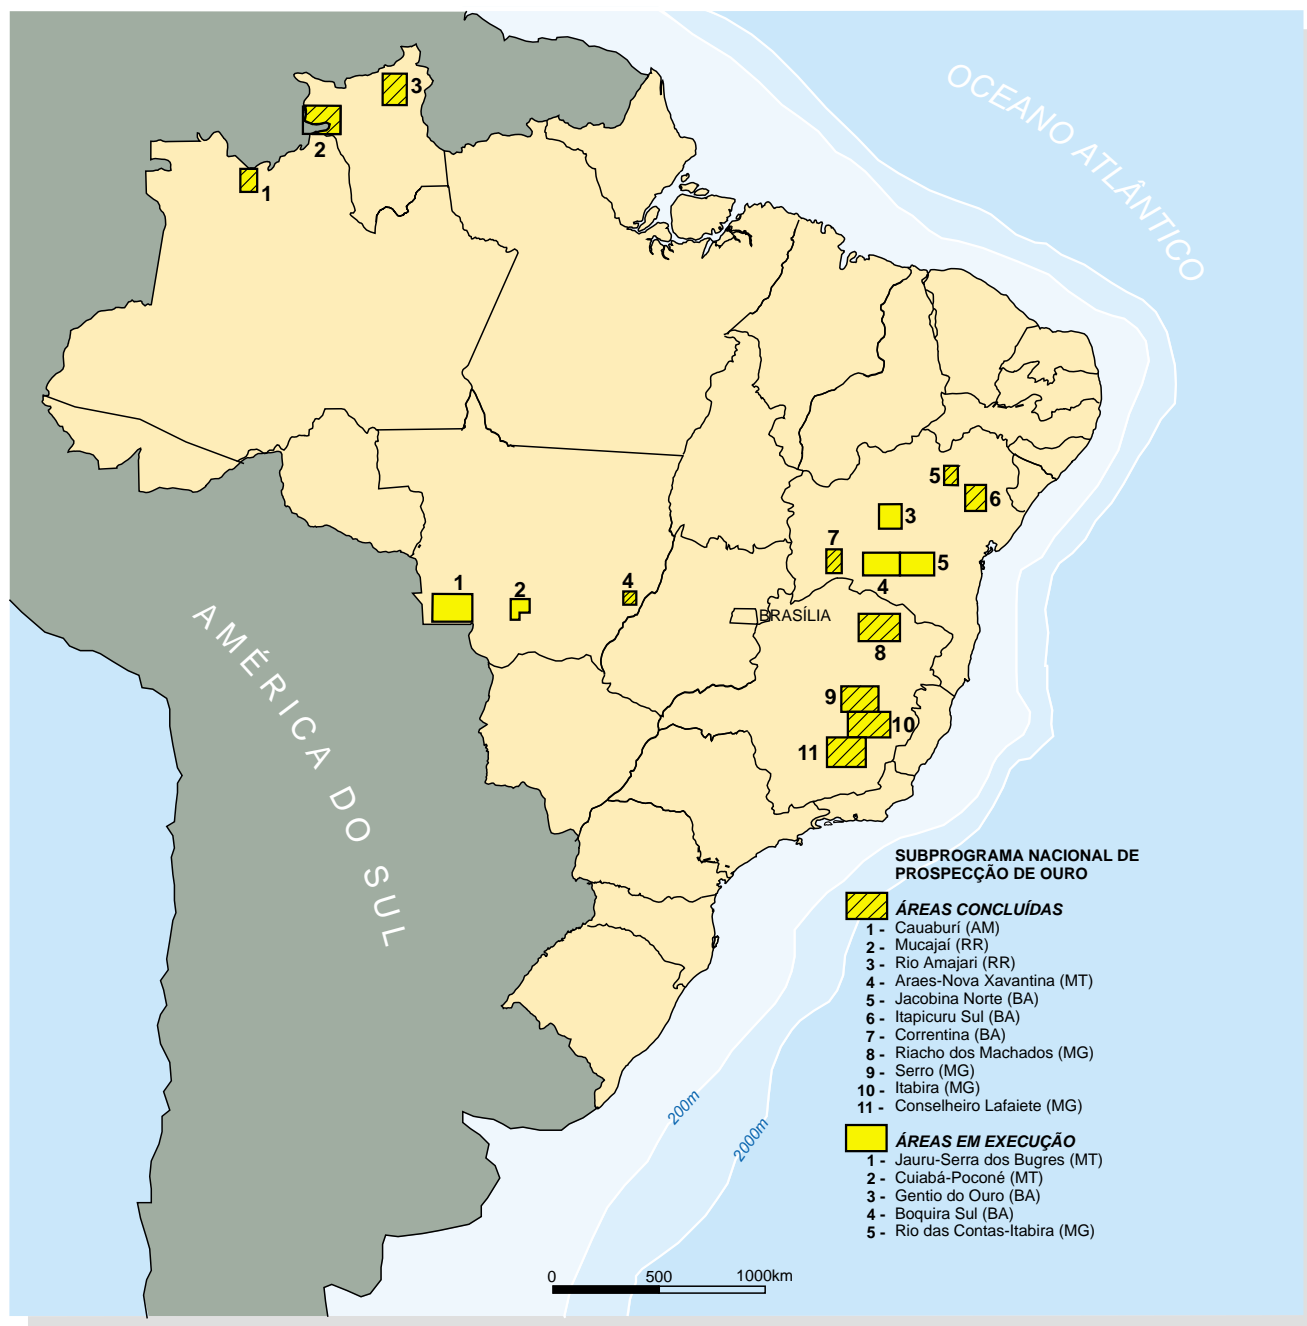 OCEANO ATLÂNTICO
3
2
1
5
6
3
7
5
4
1
2
4
BRASÍLIA
8
9
10
11
AMÉRICA DO SUL
SUBPROGRAMA NACIONAL DE
PROSPECÇÃO DE OURO
ÁREAS CONCLUÍDAS
1 - Cauaburí (AM)
2 - Mucajaí (RR)
3 - Rio Amajari (RR)
4 - Araes-Nova Xavantina (MT)
5 - Jacobina Norte (BA)
6 - Itapicuru Sul (BA)
7 - Correntina (BA)
8 - Riacho dos Machados (MG)
9 - Serro (MG)
10 - Itabira (MG)
11 - Conselheiro Lafaiete (MG)
ÁREAS EM EXECUÇÃO
1 - Jauru-Serra dos Bugres (MT)
2 - Cuiabá-Poconé (MT)
3 - Gentio do Ouro (BA)
4 - Boquira Sul (BA)
5 - Rio das Contas-Itabira (MG)
200m
2000m
0 500 1000km